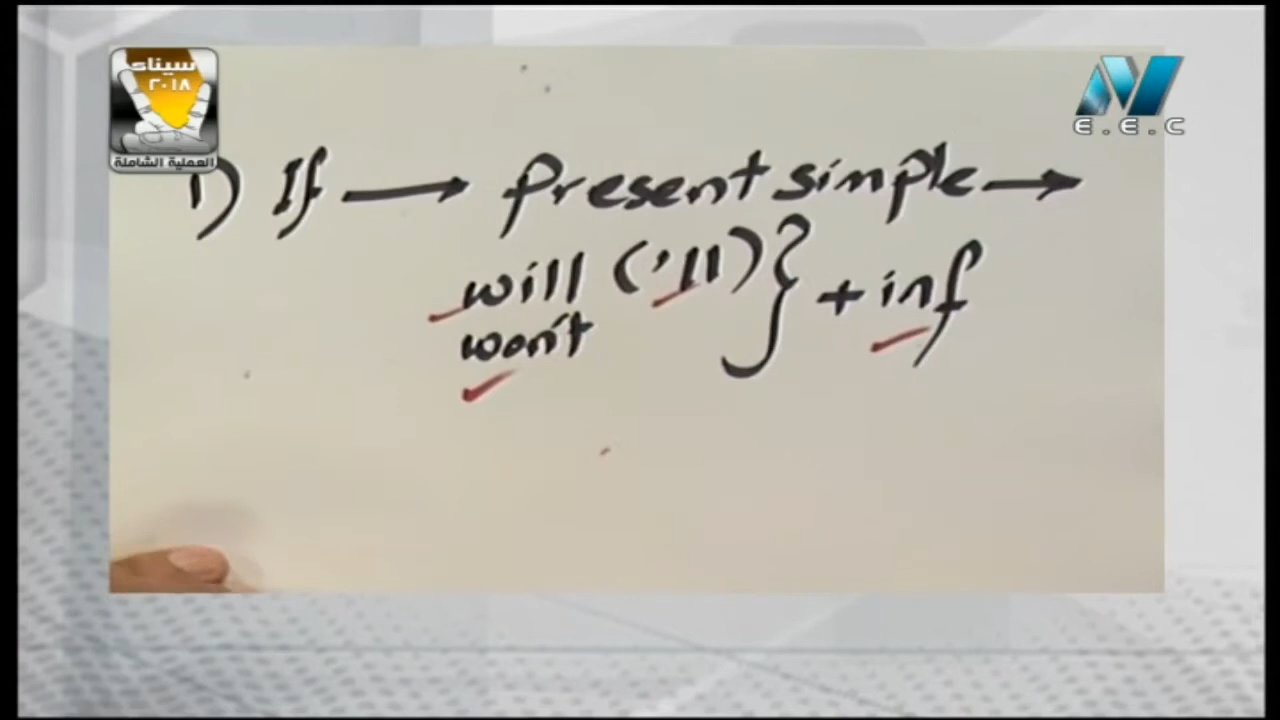 سيناء
٢٠١٨
العملية الشاملة
E.E.C
1) If → present simple →
will ('ll) } + inf
won't